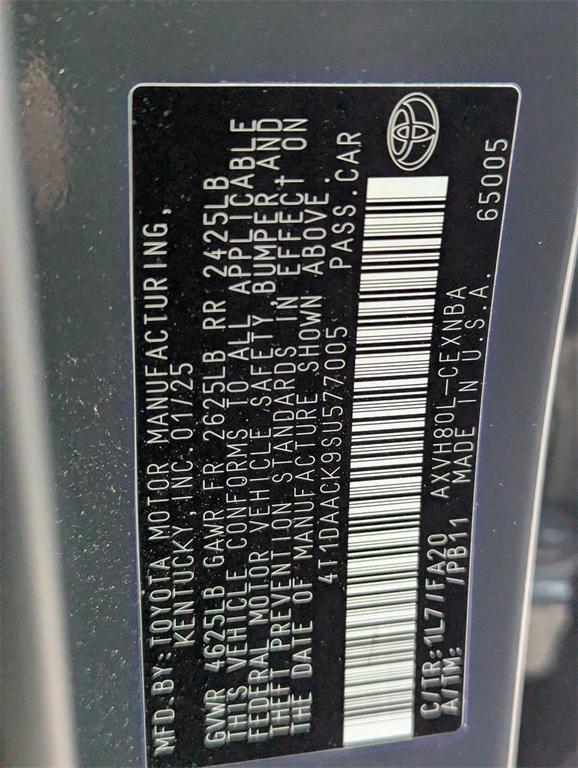 MFD.BY:TOYOTA MOTOR MANUFACTURING,
KENTUCKY,INC. 01/25
GVWR 4625LB GAWR FR 2625LB RR 2425LB
THIS VEHICLE CONFORMS TO ALL APPLICABLE
FEDERAL MOTOR VEHICLE SAFETY,BUMPER,AND
THEFT PREVENTION STANDARDS IN EFFECT ON
THE DATE OF MANUFACTURE SHOWN ABOVE.
4T1DAACK9SU577005 PASS.CAR
C/TR:1L7/FA20 AXVH80L-CEXNBA
A/TM: /PB11 MADE IN U.S.A. 65005